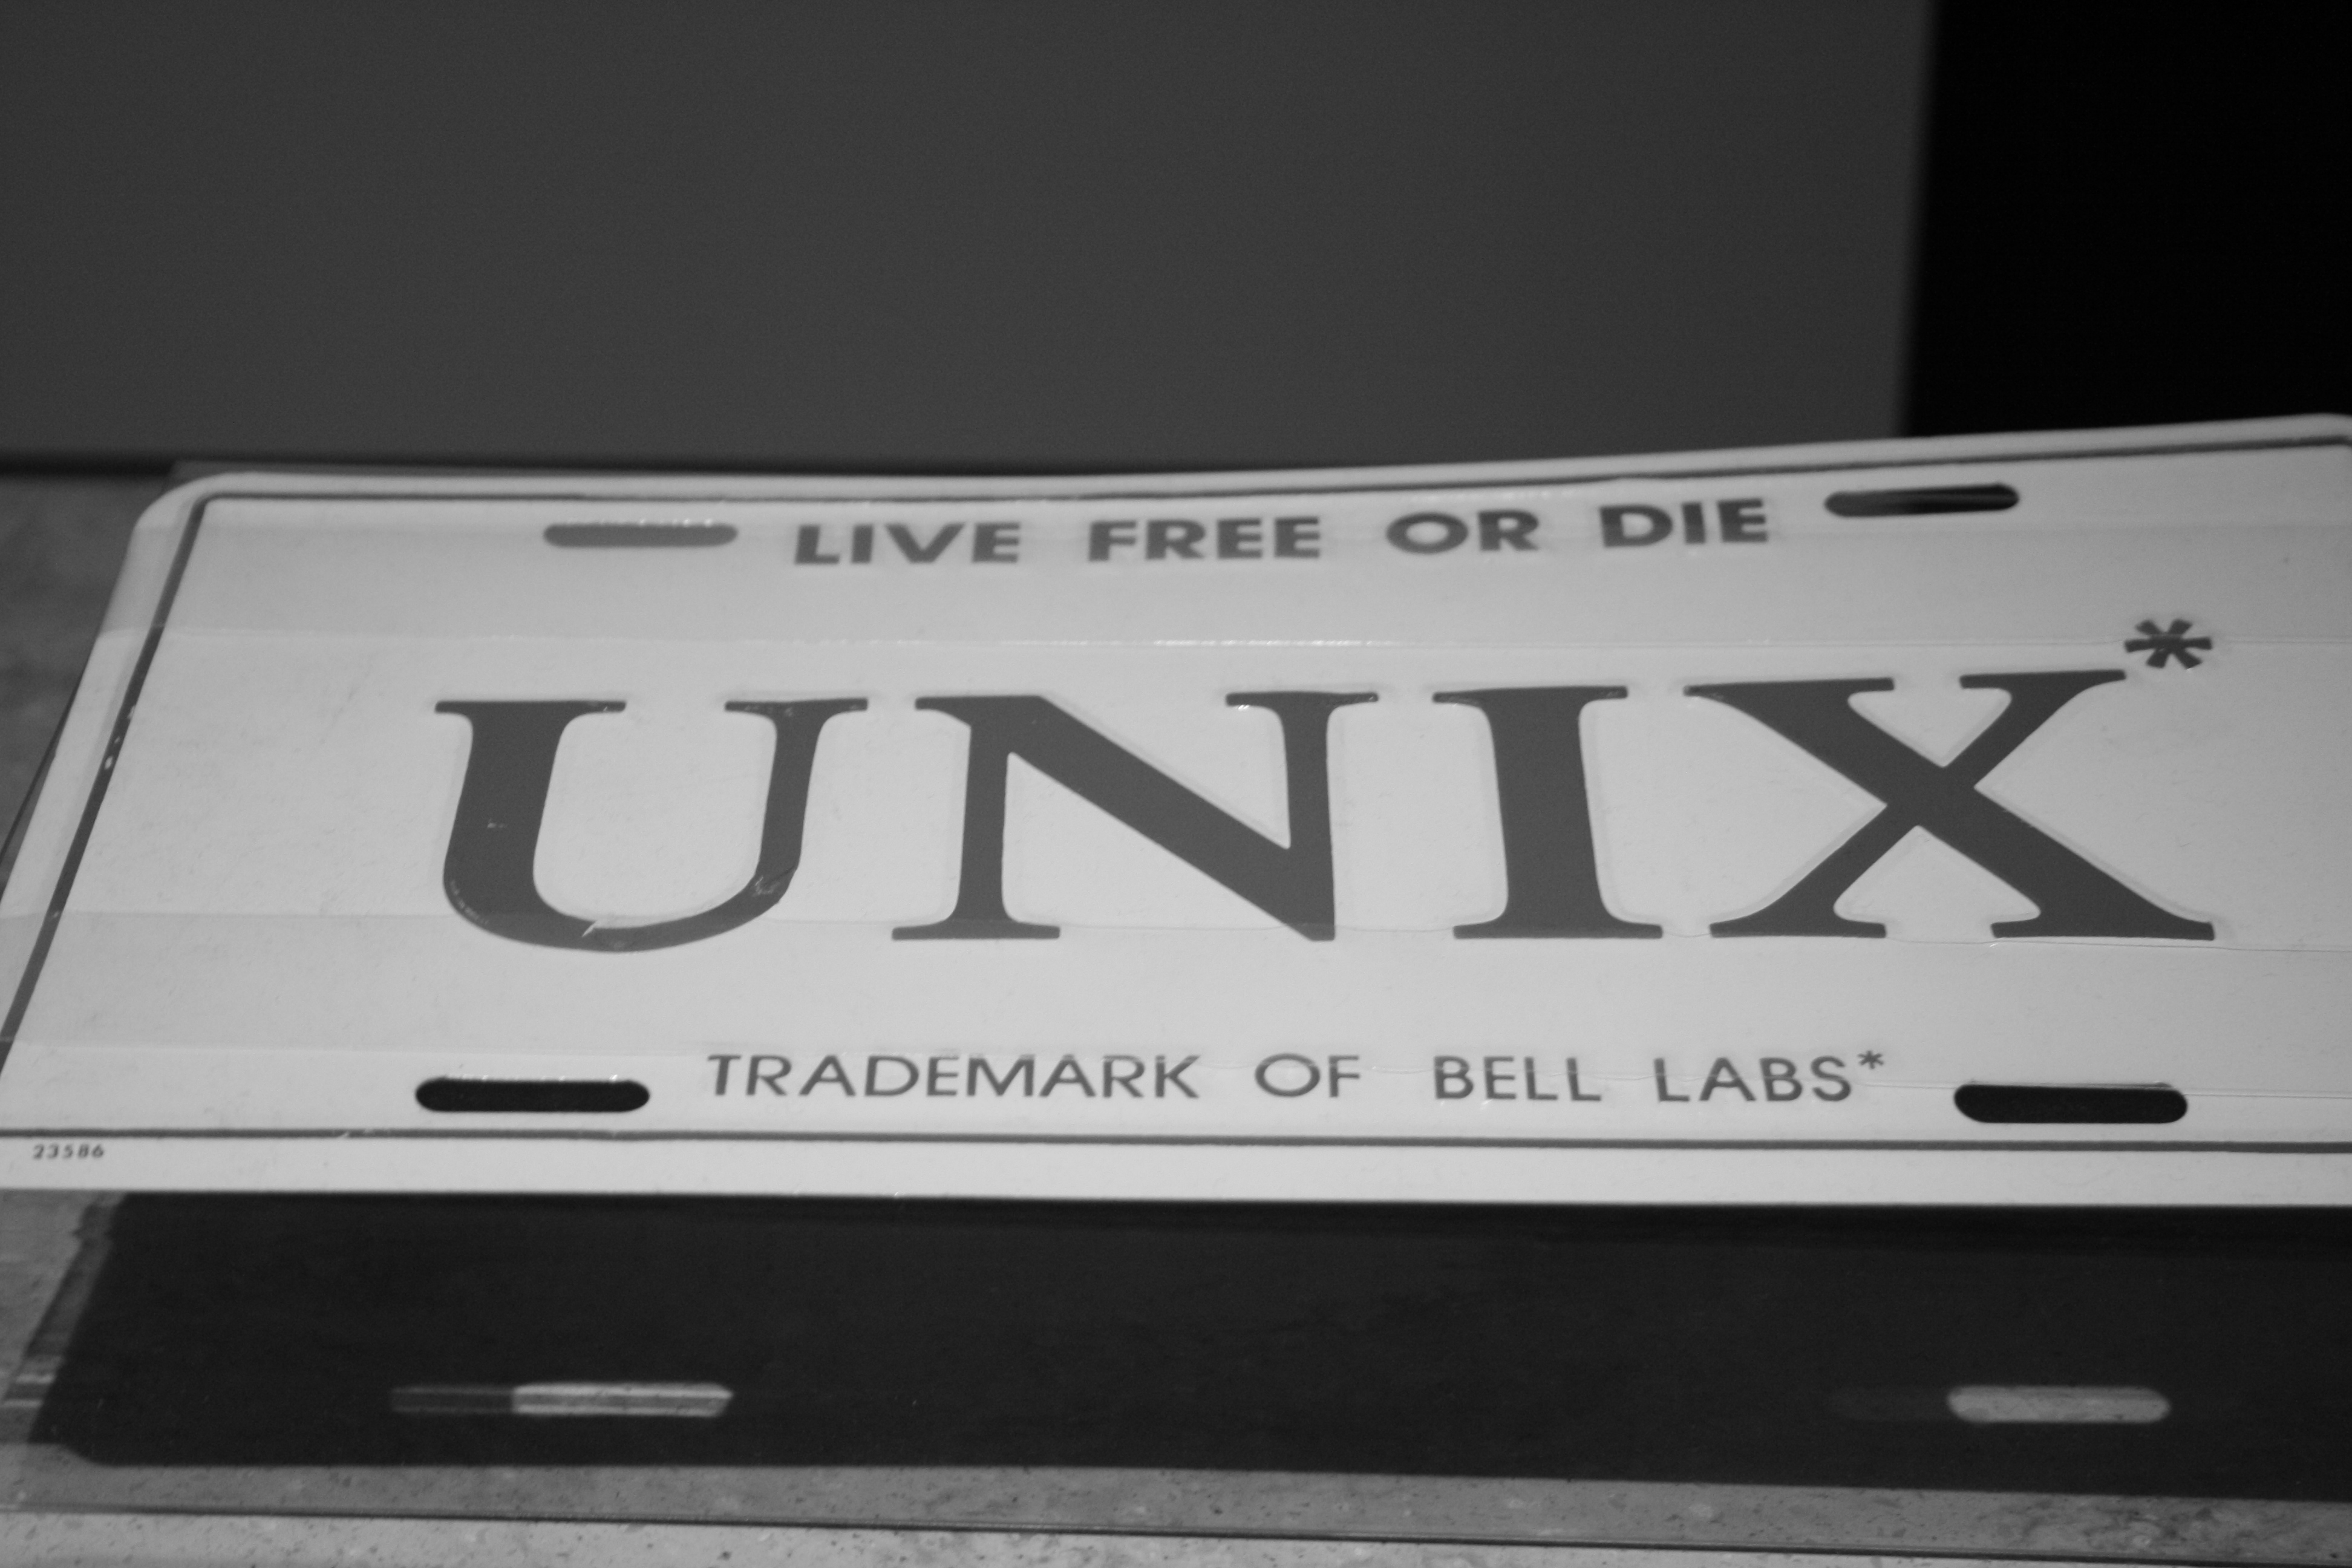 LIVE FREE OR DIE
UNIX*
TRADEMARK OF BELL LABS*
23586